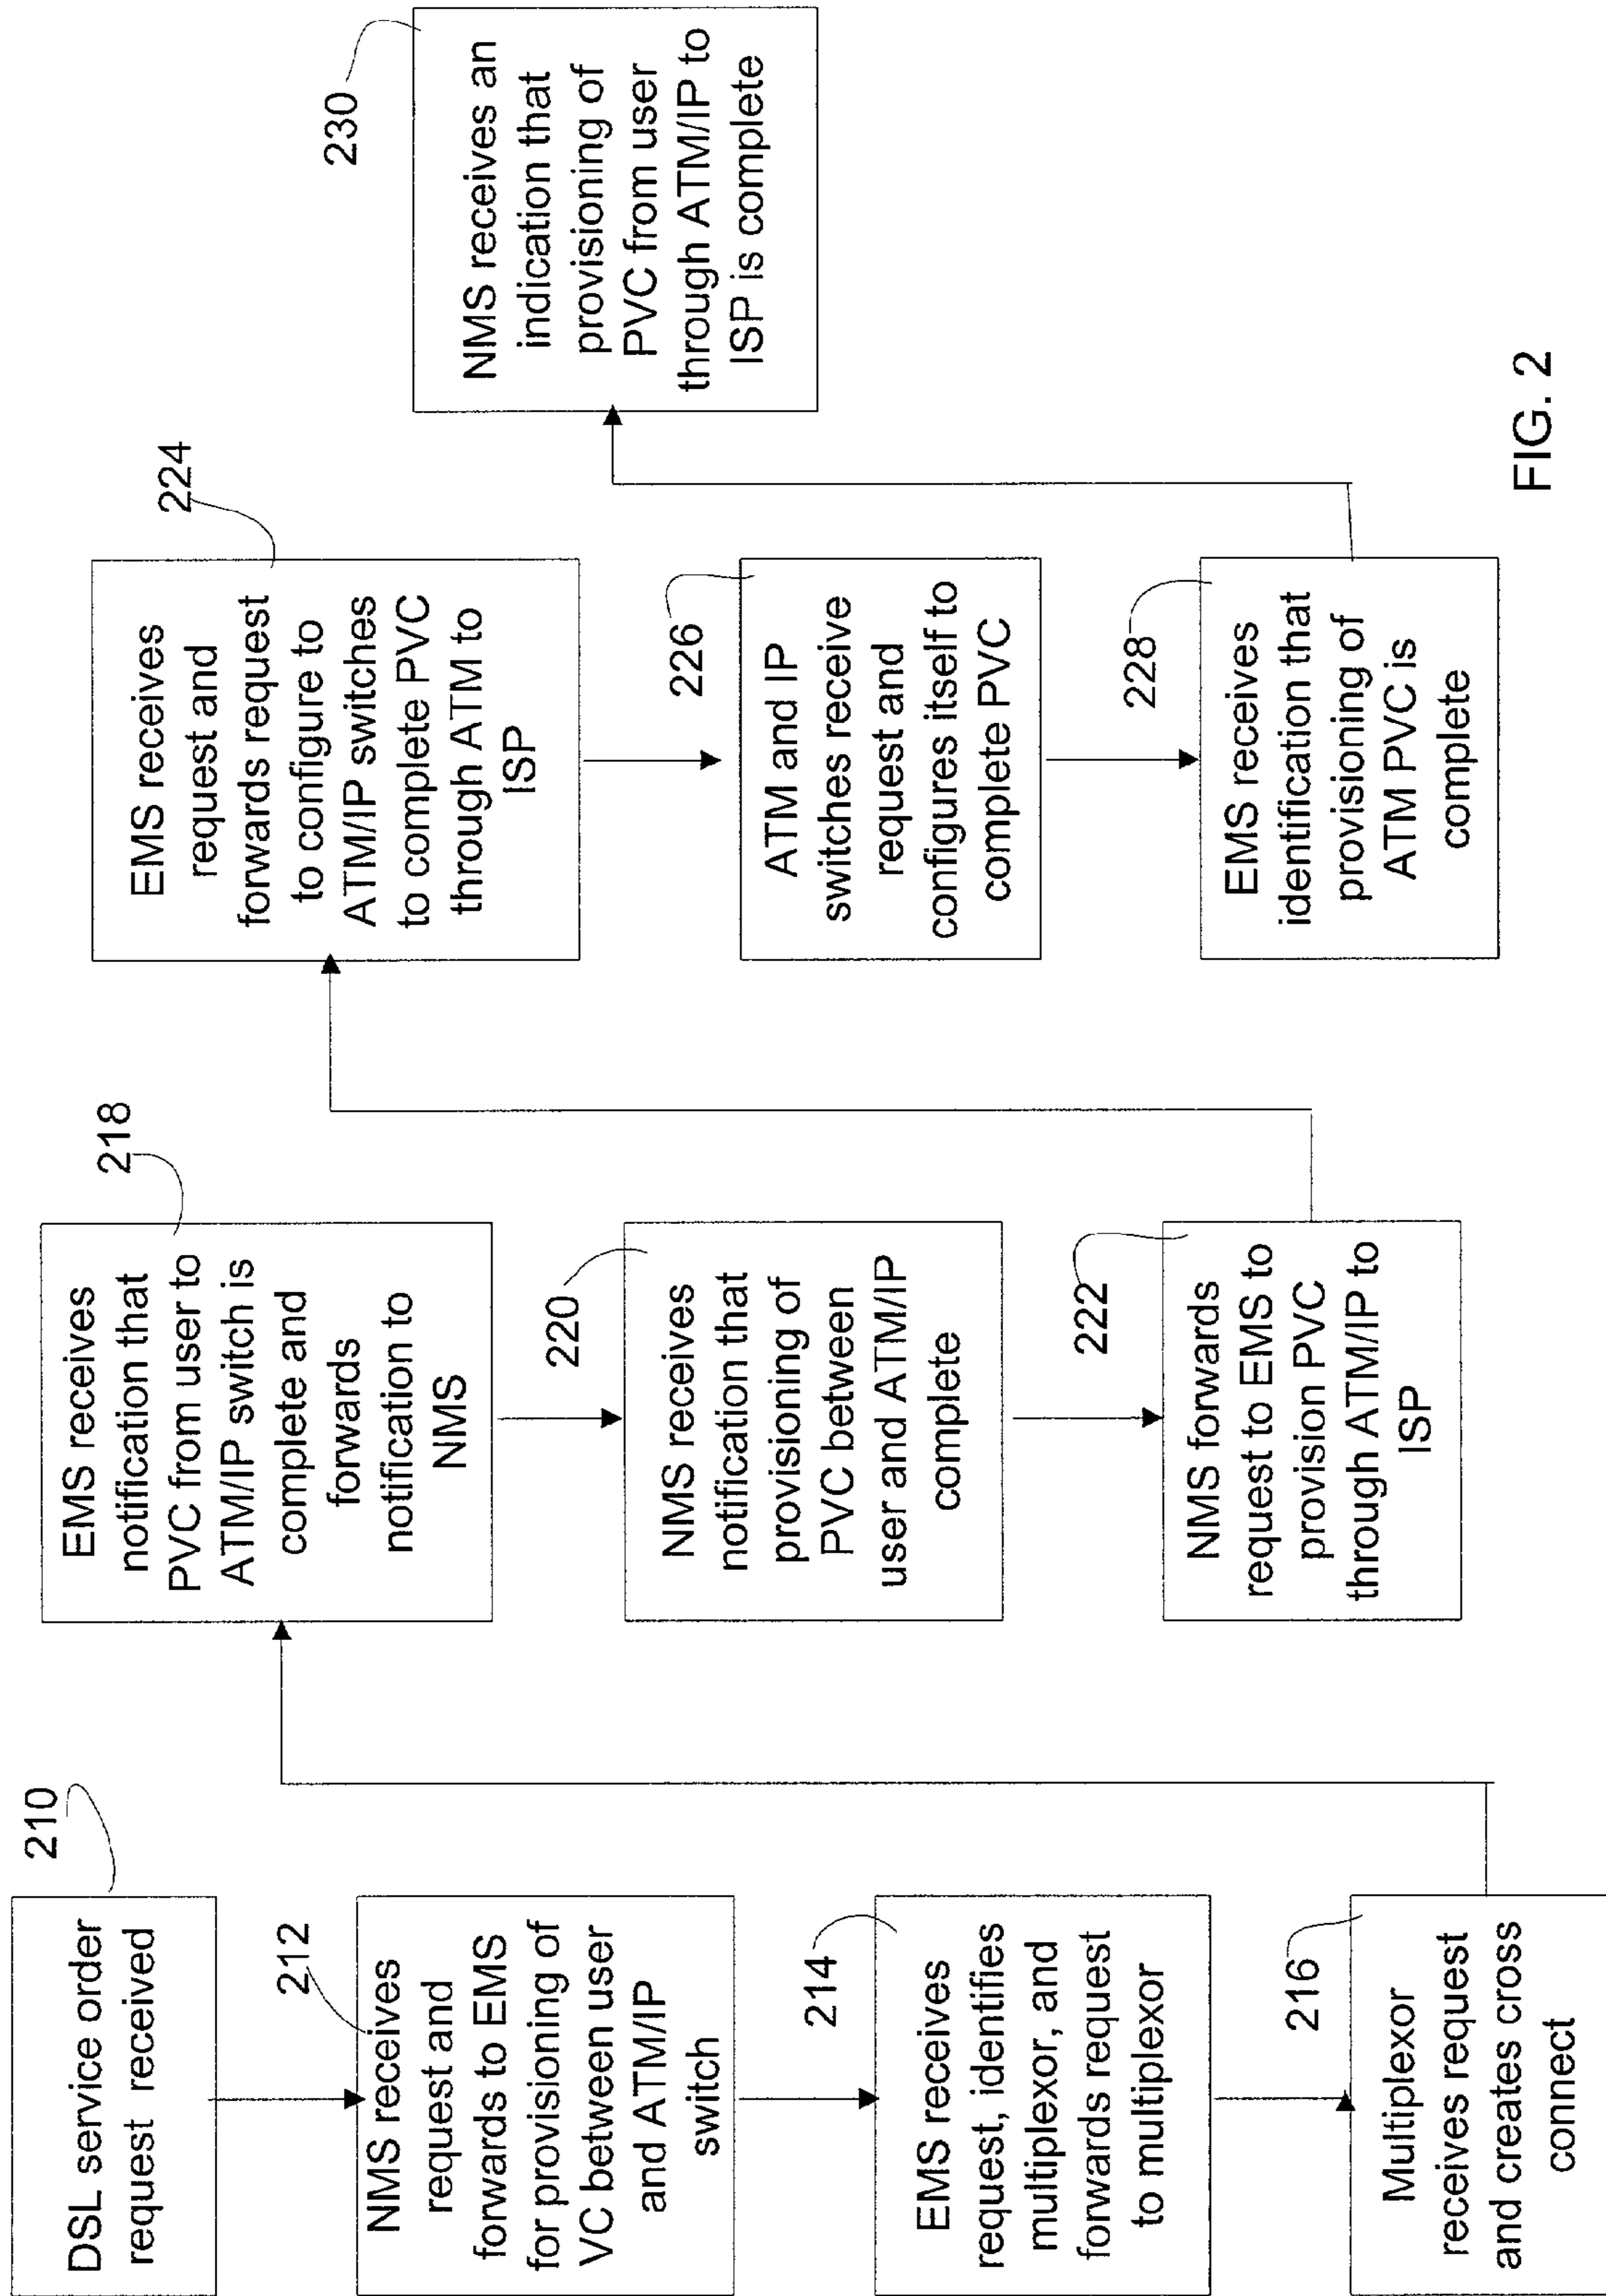 210
DSL service order
request received
212
NMS receives
request and
forwards to EMS
for provisioning of
VC between user
and ATM/IP
switch
214
EMS receives
request, identifies
multiplexor, and
forwards request
to multiplexor
216
Multiplexor
receives request
and creates cross
connect
218
EMS receives
notification that
PVC from user to
ATM/IP switch is
complete and
forwards
notification to
NMS
220
NMS receives
notification that
provisioning of
PVC between
user and ATM/IP
complete
222
NMS forwards
request to EMS to
provision PVC
through ATM/IP to
ISP
224
EMS receives
request and
forwards request
to configure to
ATM/IP switches
to complete PVC
through ATM to
ISP
226
ATM and IP
switches receive
request and
configures itself to
complete PVC
228
EMS receives
identification that
provisioning of
ATM PVC is
complete
230
NMS receives an
indication that
provisioning of
PVC from user
through ATM/IP to
ISP is complete
FIG. 2